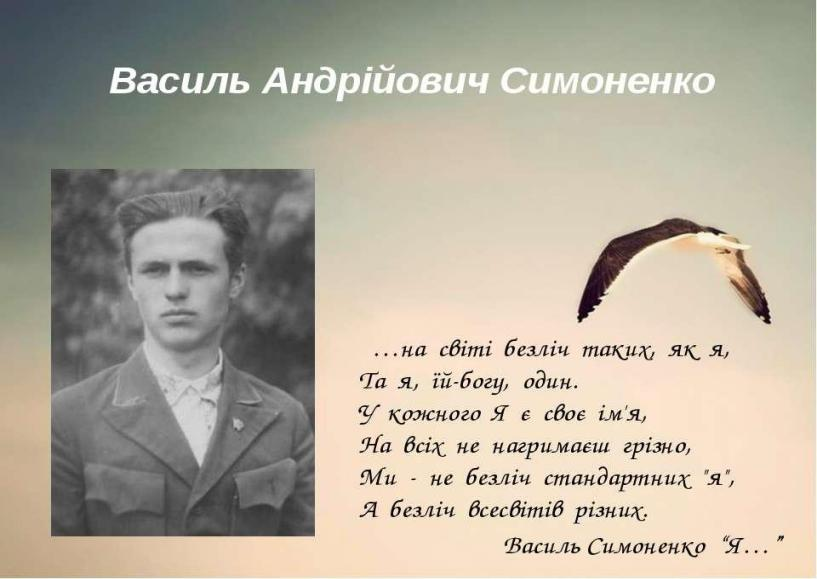 Василь Андрійович Симоненко
…на світі безліч таких, як я,
Та я, їй-богу, один.
У кожного Я є своє ім'я,
На всіх не нагримаєш грізно,
Ми - не безліч стандартних "я",
А безліч всесвітів різних.
Василь Симоненко “Я…”